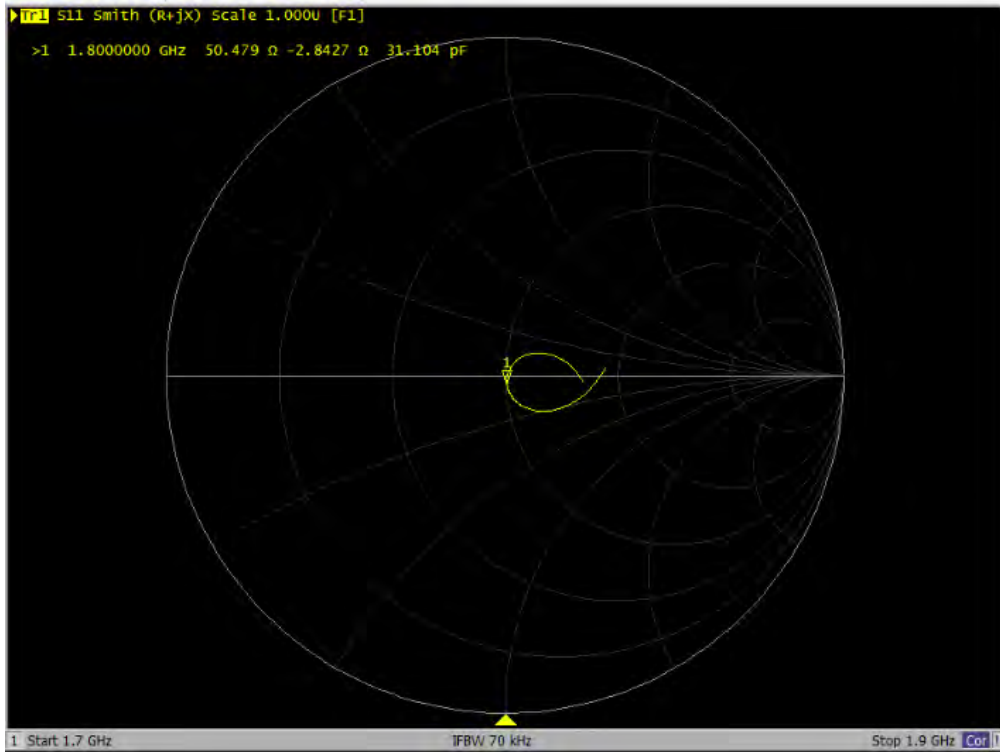 Tr1 S11 Smith (R+jX) Scale 1.000U [F1]
>1 1.8000000 GHz 50.479 Ω -2.8427 Ω 31.104 pF
1
1 Start 1.7 GHz IFBW 70 kHz Stop 1.9 GHz Cor !